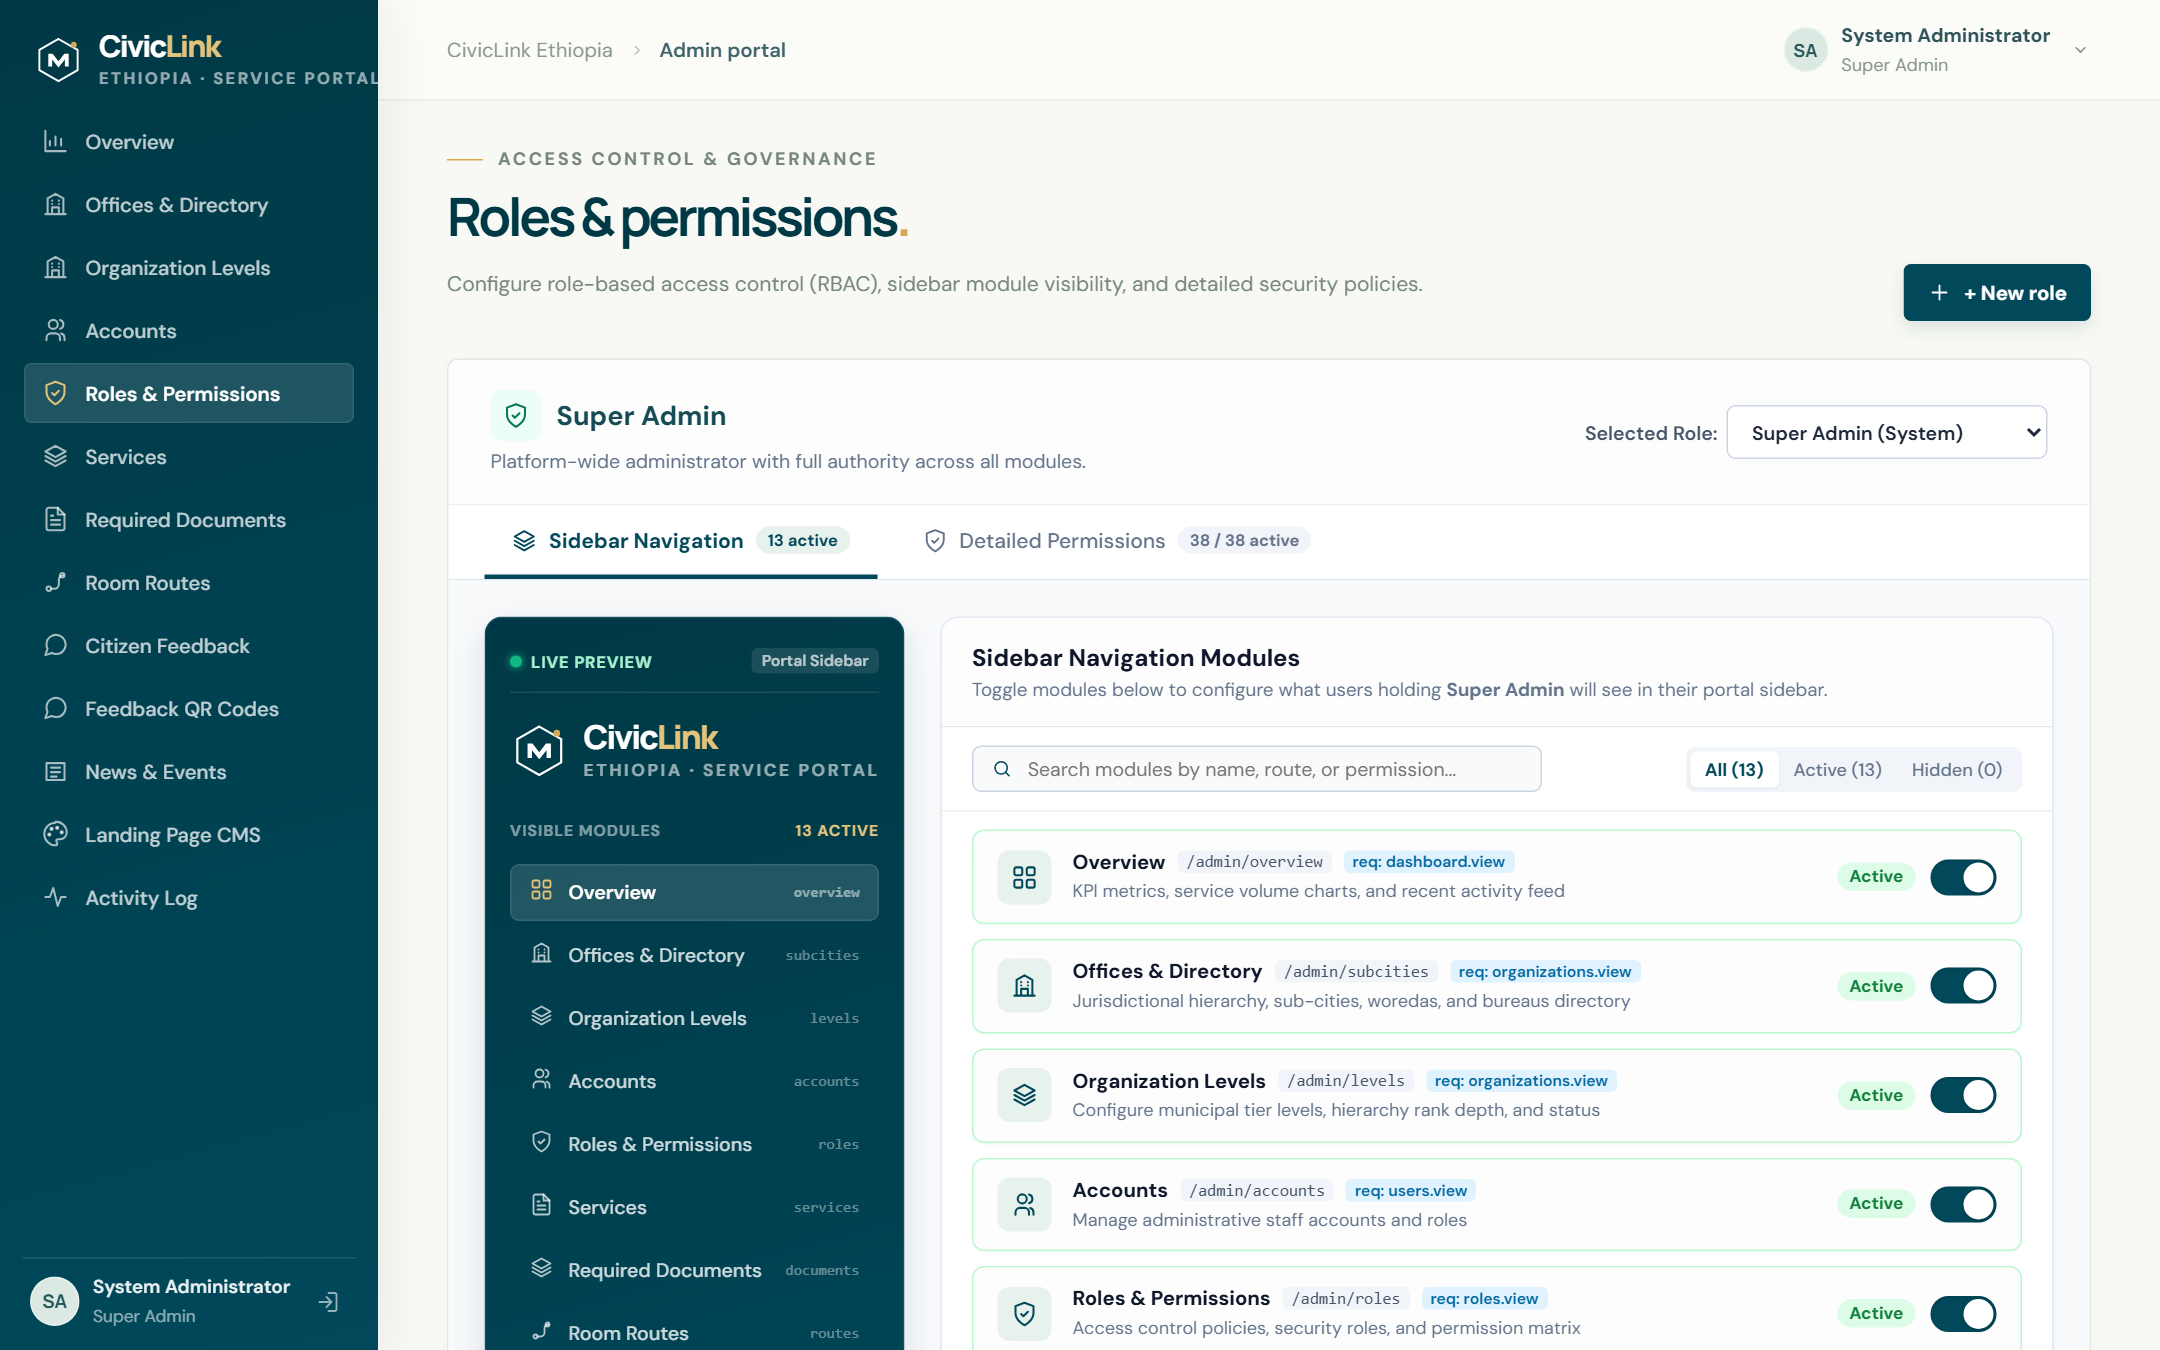 CivicLink
ETHIOPIA · SERVICE PORTAL
Overview
Offices & Directory
Organization Levels
Accounts
Roles & Permissions
Services
Required Documents
Room Routes
Citizen Feedback
Feedback QR Codes
News & Events
Landing Page CMS
Activity Log
SA
System Administrator
Super Admin
CivicLink Ethiopia
Admin portal
SA
System Administrator
Super Admin
ACCESS CONTROL & GOVERNANCE
Roles & permissions.
Configure role-based access control (RBAC), sidebar module visibility, and detailed security policies.
+ New role
Super Admin
Platform-wide administrator with full authority across all modules.
Selected Role: Super Admin (System)
Sidebar Navigation 13 active
Detailed Permissions 38 / 38 active
LIVE PREVIEW Portal Sidebar
CivicLink
ETHIOPIA · SERVICE PORTAL
VISIBLE MODULES 13 ACTIVE
Overview overview
Offices & Directory subcities
Organization Levels levels
Accounts accounts
Roles & Permissions roles
Services services
Required Documents documents
Room Routes routes
Sidebar Navigation Modules
Toggle modules below to configure what users holding Super Admin will see in their portal sidebar.
Search modules by name, route, or permission...
All (13) Active (13) Hidden (0)
Overview /admin/overview req: dashboard.view
KPI metrics, service volume charts, and recent activity feed
Active
Offices & Directory /admin/subcities req: organizations.view
Jurisdictional hierarchy, sub-cities, woredas, and bureaus directory
Active
Organization Levels /admin/levels req: organizations.view
Configure municipal tier levels, hierarchy rank depth, and status
Active
Accounts /admin/accounts req: users.view
Manage administrative staff accounts and roles
Active
Roles & Permissions /admin/roles req: roles.view
Access control policies, security roles, and permission matrix
Active